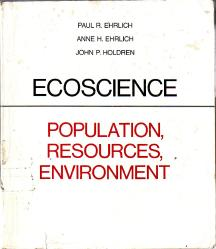 PAUL R. EHRLICH
ANNE H. EHRLICH
JOHN P. HOLDREN
ECOSCIENCE
POPULATION,
RESOURCES,
ENVIRONMENT